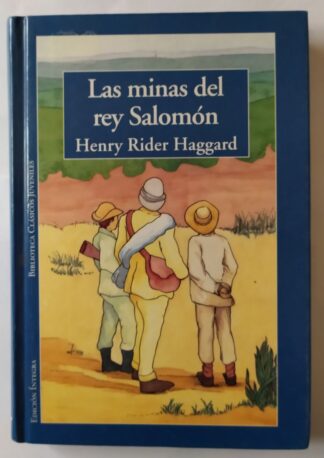 Las minas del
rey Salomón
Henry Rider Haggard
Biblioteca Clásicos Juveniles
Edición Íntegra